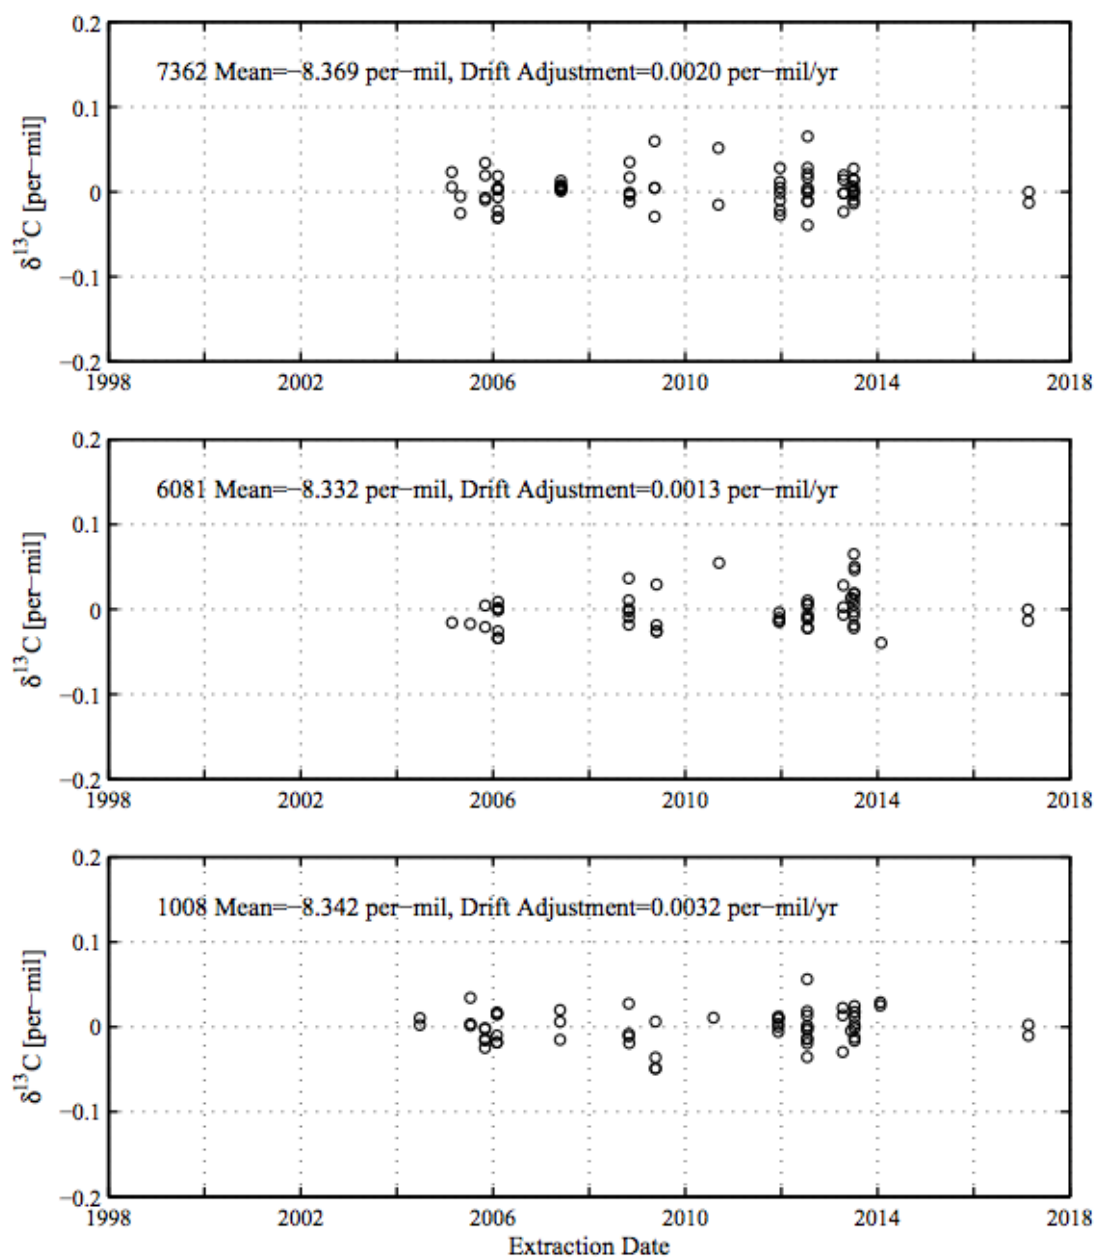 0.2
7362 Mean=−8.369 per−mil, Drift Adjustment=0.0020 per−mil/yr
0.1
0
−0.1
−0.2
δ¹³C [per−mil]
1998 2002 2006 2010 2014 2018
0.2
6081 Mean=−8.332 per−mil, Drift Adjustment=0.0013 per−mil/yr
0.1
0
−0.1
−0.2
δ¹³C [per−mil]
1998 2002 2006 2010 2014 2018
0.2
1008 Mean=−8.342 per−mil, Drift Adjustment=0.0032 per−mil/yr
0.1
0
−0.1
−0.2
δ¹³C [per−mil]
1998 2002 2006 2010 2014 2018
Extraction Date